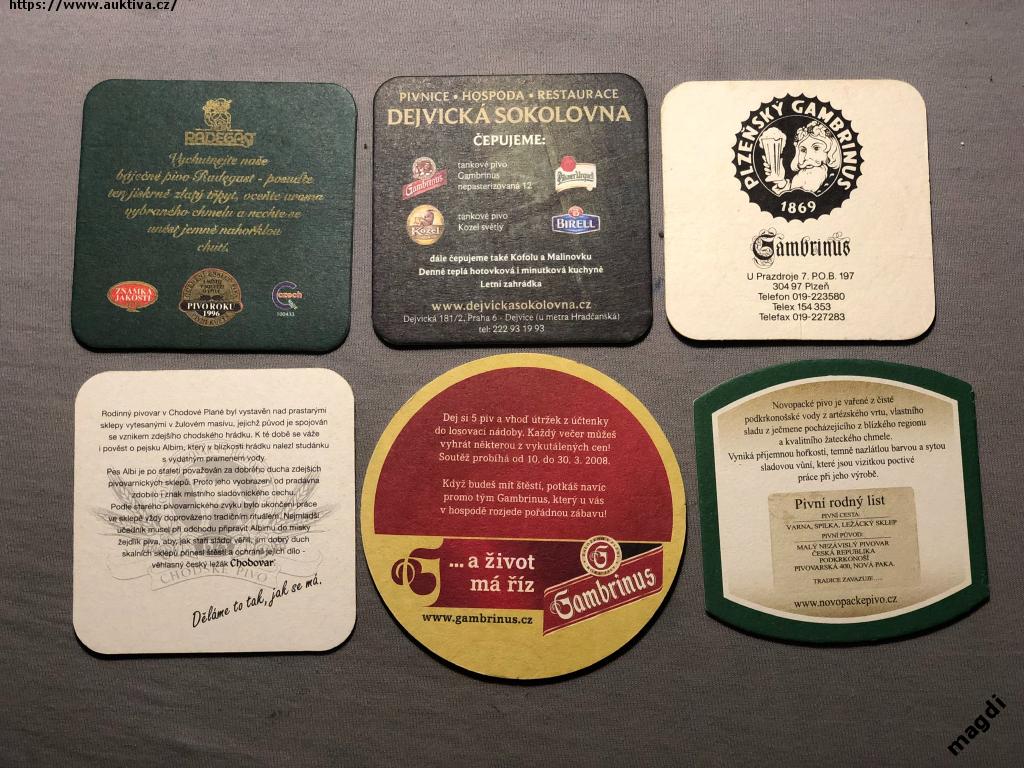 https://www.auktiva.cz/
RADEGAST
Vychutnejte naše
báječné pivo Radegast - posuďte
ten jiskrně zlatý třpyt, oceňte aroma
vybraného chmelu a nechte se
unést jemně nahořklou
chutí.
ZNÁMKA
JAKOSTI
PIVO ROKU
1996
czech
PIVNICE • HOSPODA • RESTAURACE
DEJVICKÁ SOKOLOVNA
ČEPUJEME:
Gambrinus
tankové pivo
Gambrinus
nepasterizovaná 12
Pilsner Urquell
Kozel
tankové pivo
Kozel světlý
BIRELL
dále čepujeme také Kofolu a Malinovku
Denně teplá hotovková i minutková kuchyně
Letní zahrádka
www.dejvickasokolovna.cz
Dejvická 181/2, Praha 6 - Dejvice (u metra Hradčanská)
tel: 222 93 19 93
PLZEŇSKÝ GAMBRINUS
1869
Gambrinus
U Prazdroje 7. P.O.B. 197
304 97 Plzeň
Telefon 019-223580
Telex 154 353
Telefax 019-227283
Rodinný pivovar v Chodové Plané byl vystavěn nad prastarými
sklepy vytesanými v žulovém masívu, jejichž původ je spojován
se vznikem zdejšího chodského hrádku. K té době se váže
i pověst o pejsku Albim, který v blízkosti hrádku nalezl studánku
s vydatným pramenem vody.
Pes Albi je po staletí považován za dobrého ducha zdejších
pivovarnických sklepů. Proto jeho vyobrazení od pradávna
zdobilo i znak místního sladovnického cechu.
Podle starého pivovarnického zvyku bylo ukončení práce
ve sklepě vždy doprovázeno tradičním rituálem. Nejmladší
učedník musel při odchodu připravit Albimu do misky
žejdlík piva, aby, jak staří sládci věřili, jim dobrý duch
skalních sklepů přinesl štěstí a ochránil jejich dílo -
věhlasný český ležák Chodovar.
CHODSKÉ PIVO
Děláme to tak, jak se má.
Dej si 5 piv a vhoď útržek z účtenky
do losovací nádoby. Každý večer můžeš
vyhrát některou z vykutálených cen!
Soutěž probíhá od 10. do 30. 3. 2008.
Když budeš mít štěstí, potkáš navíc
promo tým Gambrinus, který u vás
v hospodě rozjede pořádnou zábavu!
... a život
má říz
www.gambrinus.cz
Gambrinus
Novopacké pivo je vařené z čisté
podkrkonošské vody z artézského vrtu, vlastního
sladu z ječmene pocházejícího z blízkého regionu
a kvalitního žateckého chmele.
Vyniká příjemnou hořkostí, temně nazlátlou barvou a sytou
sladovou vůní, které jsou vizitkou poctivé
práce při jeho výrobě.
Pivní rodný list
PIVNÍ CESTA
VARNA, SPILKA, LEŽÁCKÝ SKLEP
PIVNÍ PŮVOD:
MALÝ NEZÁVISLÝ PIVOVAR
ČESKÁ REPUBLIKA
PODKRKONOŠÍ
PIVOVARSKÁ 400, NOVÁ PAKA.
TRADICE ZAVAZUJE ....
www.novopackepivo.cz
magdi